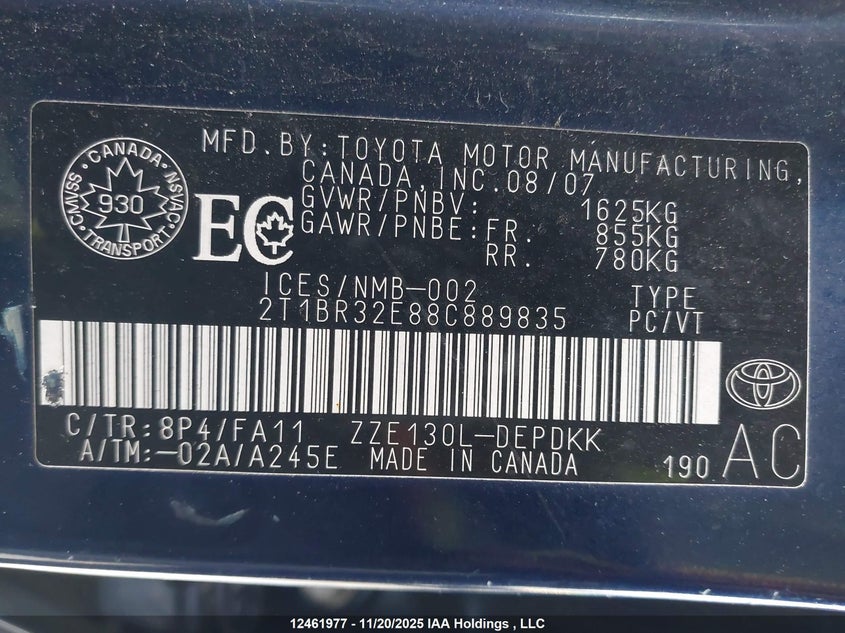 MFD. BY: TOYOTA MOTOR MANUFACTURING,
CANADA, INC. 08/07
GVWR/PNBV: 1625KG
GAWR/PNBE: FR. 855KG
RR. 780KG
CANADA
CMVSS 930 NSVAC
TRANSPORT
EC
ICES/NMB-002
2T1BR32E88C889835
TYPE
PC/VT
C/TR: 8P4/FA11 ZZE130L-DEPDKK
A/TM: -02A/A245E MADE IN CANADA
190 AC
12461977 - 11/20/2025 IAA Holdings , LLC